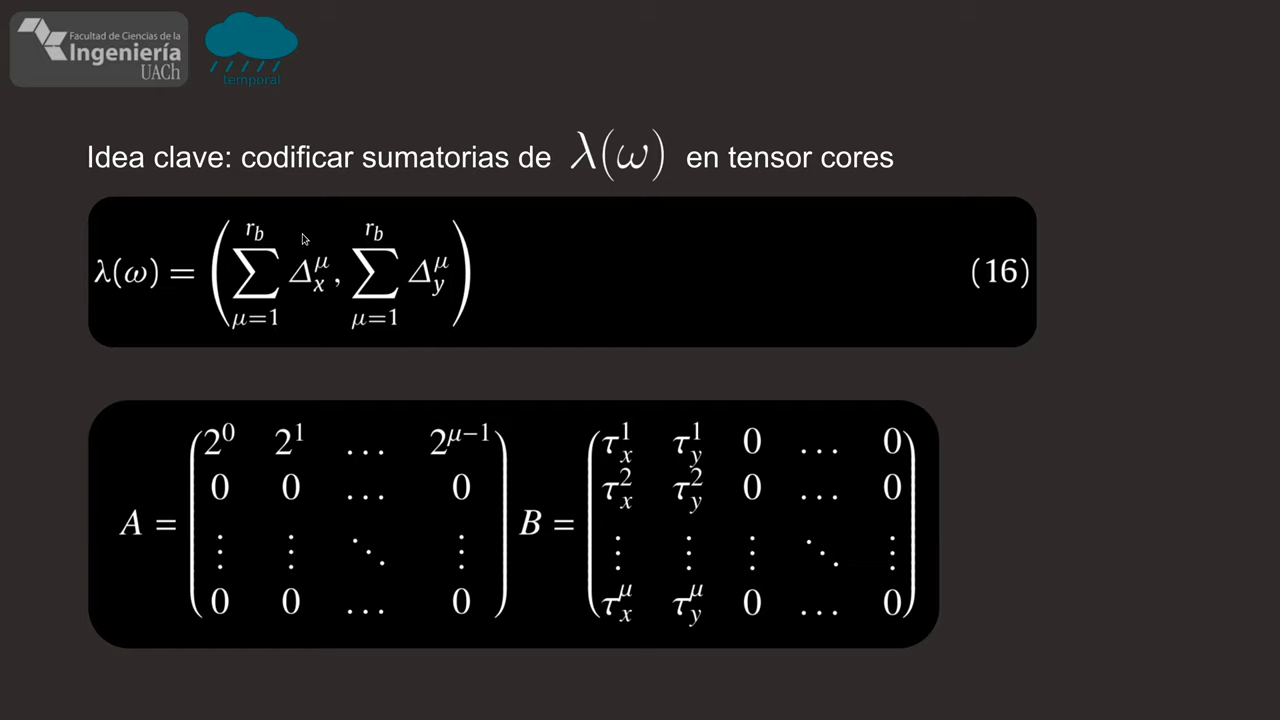 Facultad de Ciencias de la
Ingeniería
UACh
temporal
Idea clave: codificar sumatorias de λ(ω) en tensor cores
λ(ω) = ( ∑_{μ=1}^{r_b} Δ_x^μ, ∑_{μ=1}^{r_b} Δ_y^μ ) (16)
2^0 2^1 … 2^{μ−1} τ_x^1 τ_y^1 0 … 0
0 0 … 0 τ_x^2 τ_y^2 0 … 0
A = B =
⋮ ⋮ ⋱ ⋮ ⋮ ⋮ ⋮ ⋱ ⋮
0 0 … 0 τ_x^μ τ_y^μ 0 … 0